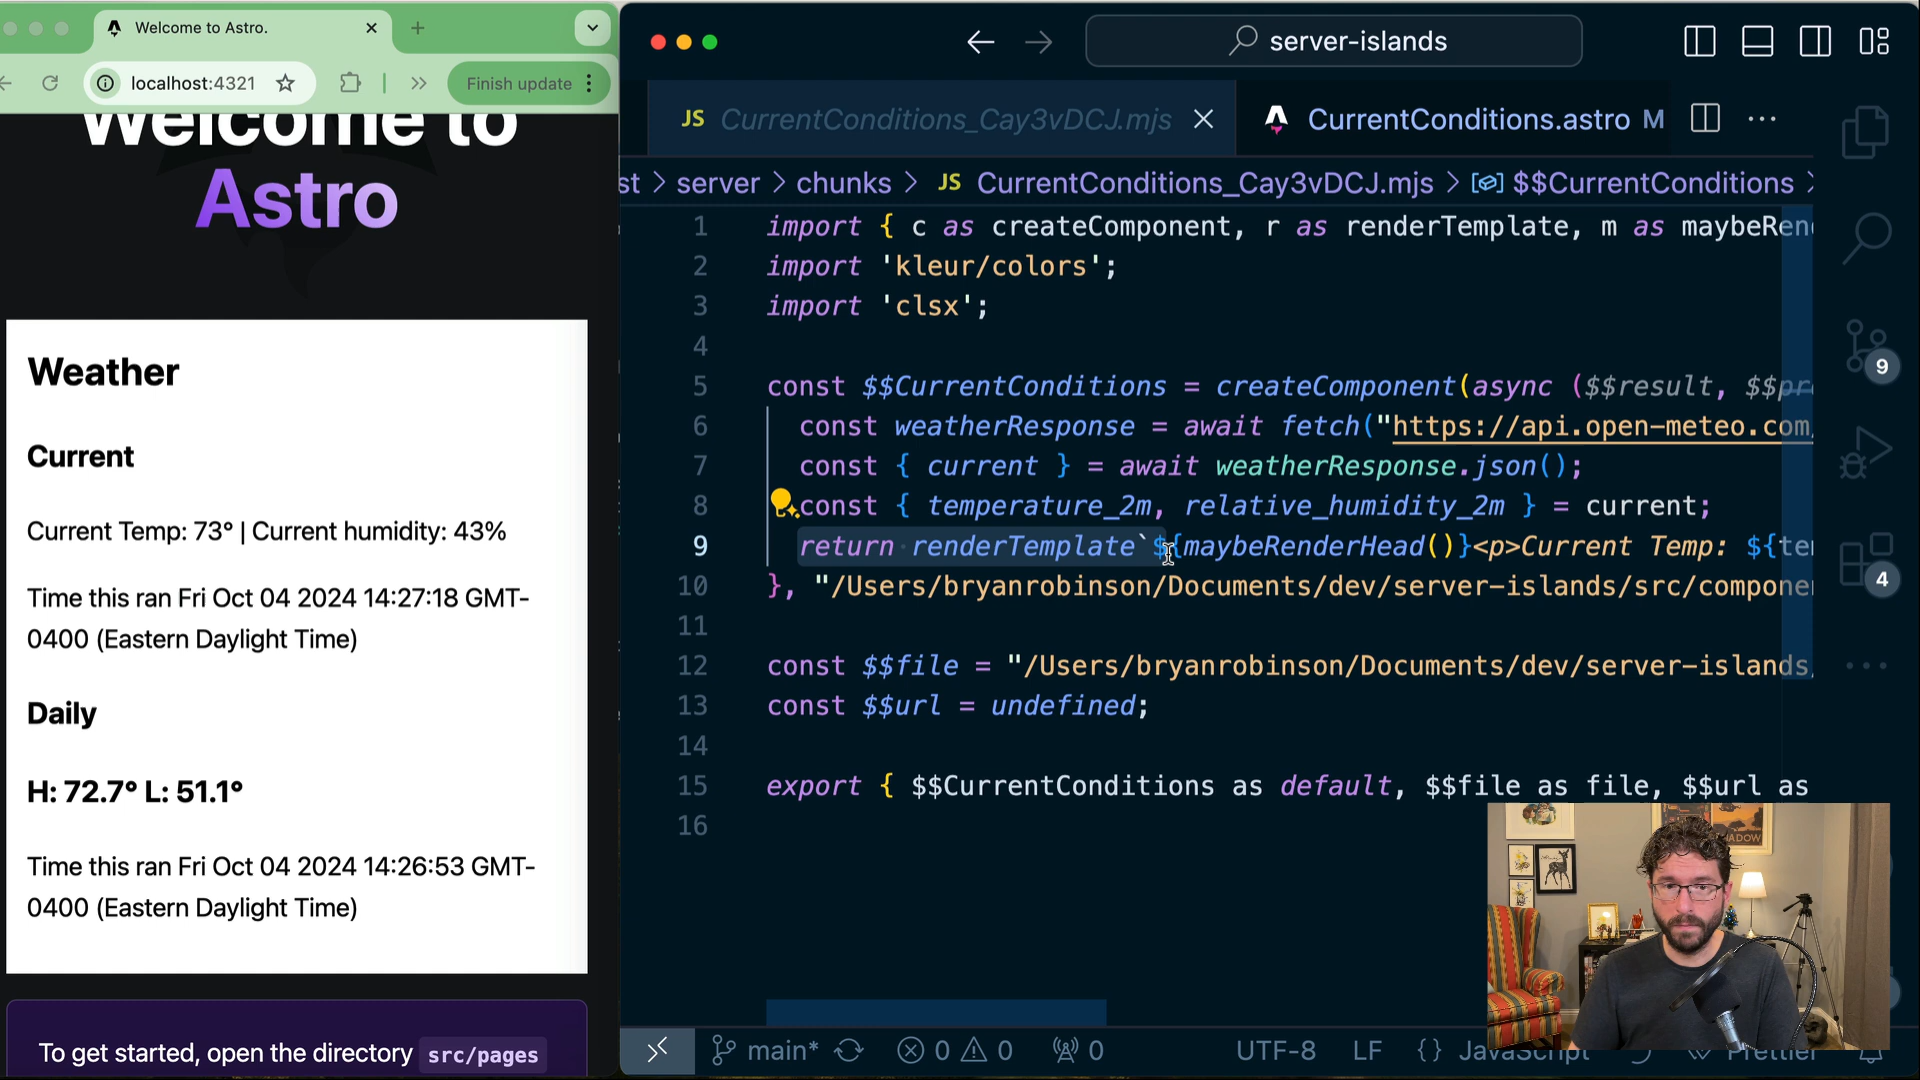 Welcome to Astro.
localhost:4321
Finish update
Welcome to
Astro
Weather
Current
Current Temp: 73° | Current humidity: 43%
Time this ran Fri Oct 04 2024 14:27:18 GMT-
0400 (Eastern Daylight Time)
Daily
H: 72.7° L: 51.1°
Time this ran Fri Oct 04 2024 14:26:53 GMT-
0400 (Eastern Daylight Time)
To get started, open the directory src/pages
server-islands
JS CurrentConditions_Cay3vDCJ.mjs
CurrentConditions.astro M
st > server > chunks > JS CurrentConditions_Cay3vDCJ.mjs > $$CurrentConditions >
1 import { c as createComponent, r as renderTemplate, m as maybeRen
2 import 'kleur/colors';
3 import 'clsx';
4
5 const $$CurrentConditions = createComponent(async ($$result, $$pr
6 const weatherResponse = await fetch("https://api.open-meteo.com/
7 const { current } = await weatherResponse.json();
8 const { temperature_2m, relative_humidity_2m } = current;
9 return renderTemplate`${maybeRenderHead()}<p>Current Temp: ${te
10 }, "/Users/bryanrobinson/Documents/dev/server-islands/src/compone
11
12 const $$file = "/Users/bryanrobinson/Documents/dev/server-islands/
13 const $$url = undefined;
14
15 export { $$CurrentConditions as default, $$file as file, $$url as
16
9
4
main* 0 0 0 UTF-8 LF {} JavaScript Prettier